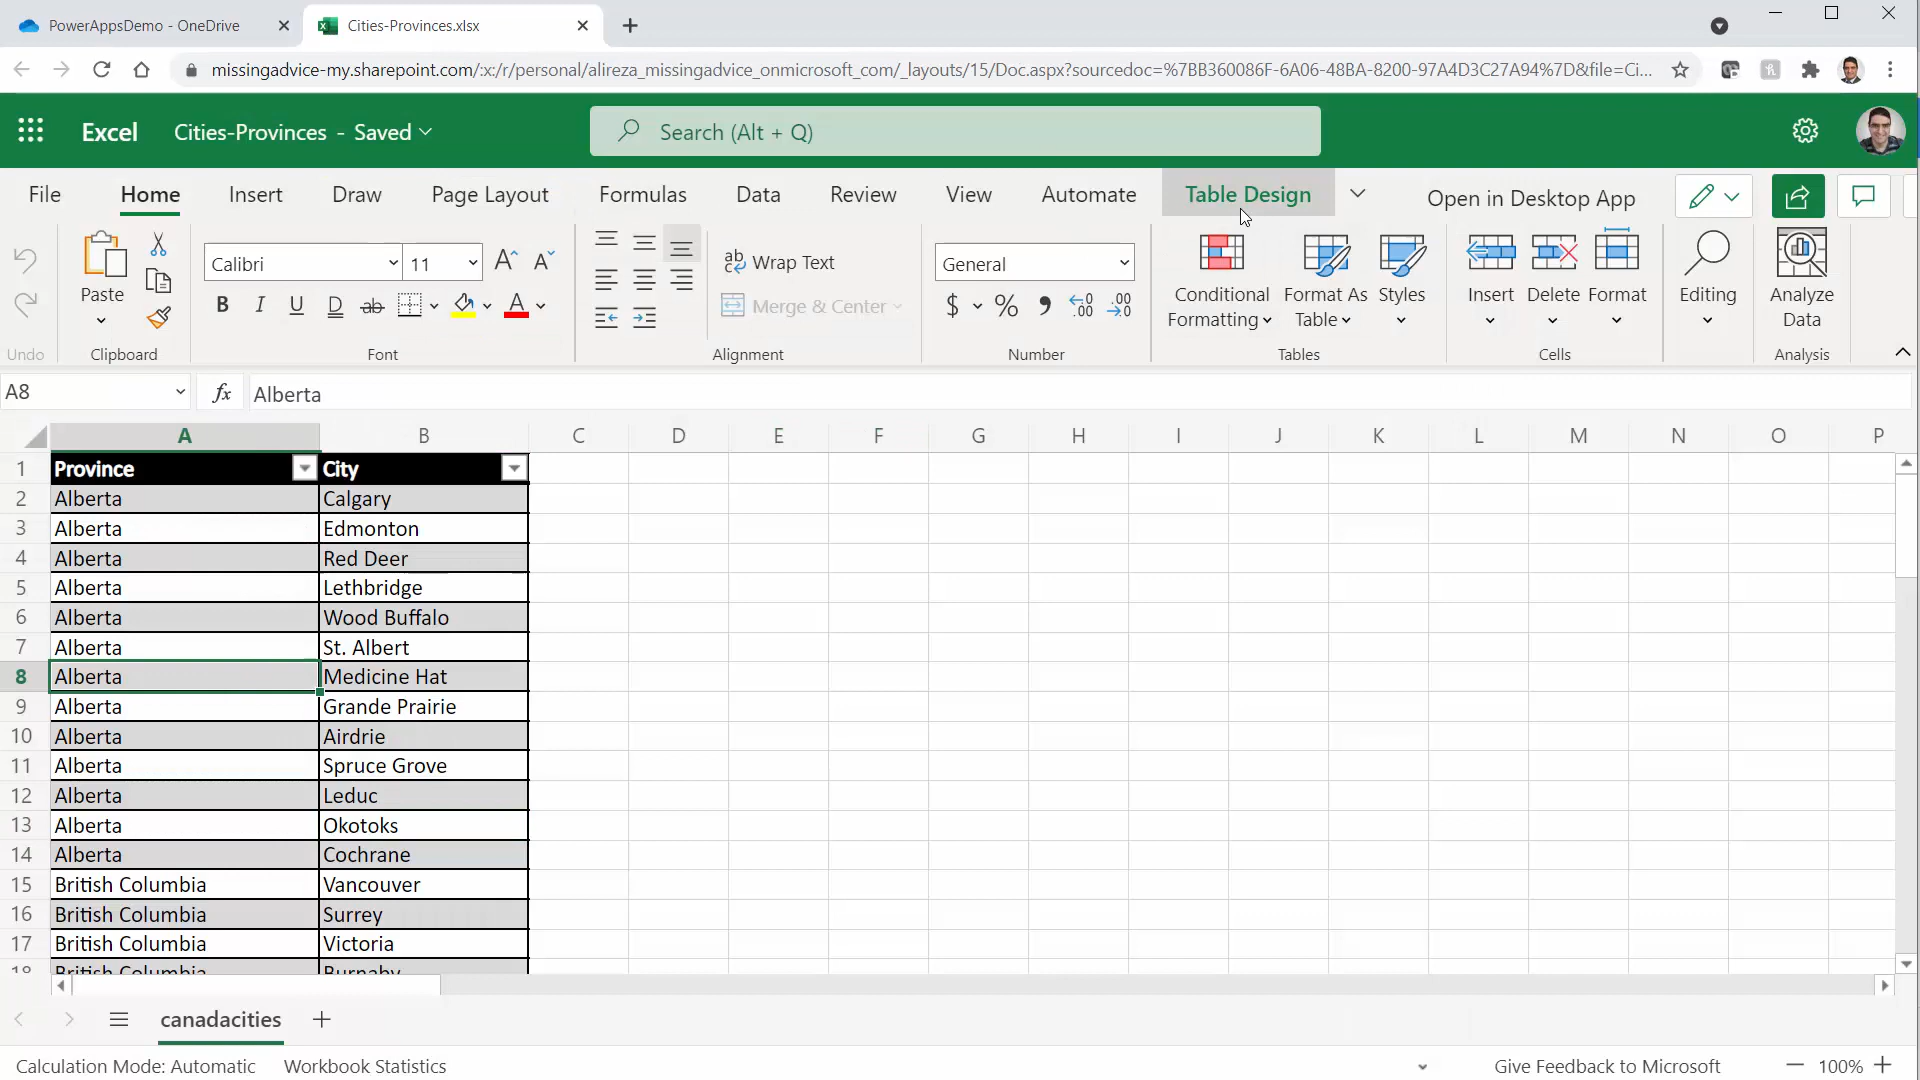 PowerAppsDemo - OneDrive
Cities-Provinces.xlsx
missingadvice-my.sharepoint.com/:x:/r/personal/alireza_missingadvice_onmicrosoft_com/_layouts/15/Doc.aspx?sourcedoc=%7BB360086F-6A06-48BA-8200-97A4D3C27A94%7D&file=Ci...
Excel
Cities-Provinces - Saved
Search (Alt + Q)
File Home Insert Draw Page Layout Formulas Data Review View Automate Table Design Open in Desktop App
Undo
Paste
Clipboard
Calibri 11
B I U D ab
A
Font
Wrap Text
Merge & Center
Alignment
General
$ % , .00 .00
Number
Conditional Formatting
Format As Table
Styles
Tables
Insert Delete Format
Cells
Editing
Analyze Data
Analysis
A8 fx Alberta
A B C D E F G H I J K L M N O P
1 Province City
2 Alberta Calgary
3 Alberta Edmonton
4 Alberta Red Deer
5 Alberta Lethbridge
6 Alberta Wood Buffalo
7 Alberta St. Albert
8 Alberta Medicine Hat
9 Alberta Grande Prairie
10 Alberta Airdrie
11 Alberta Spruce Grove
12 Alberta Leduc
13 Alberta Okotoks
14 Alberta Cochrane
15 British Columbia Vancouver
16 British Columbia Surrey
17 British Columbia Victoria
18 British Columbia Burnaby
canadacities
Calculation Mode: Automatic Workbook Statistics Give Feedback to Microsoft 100%